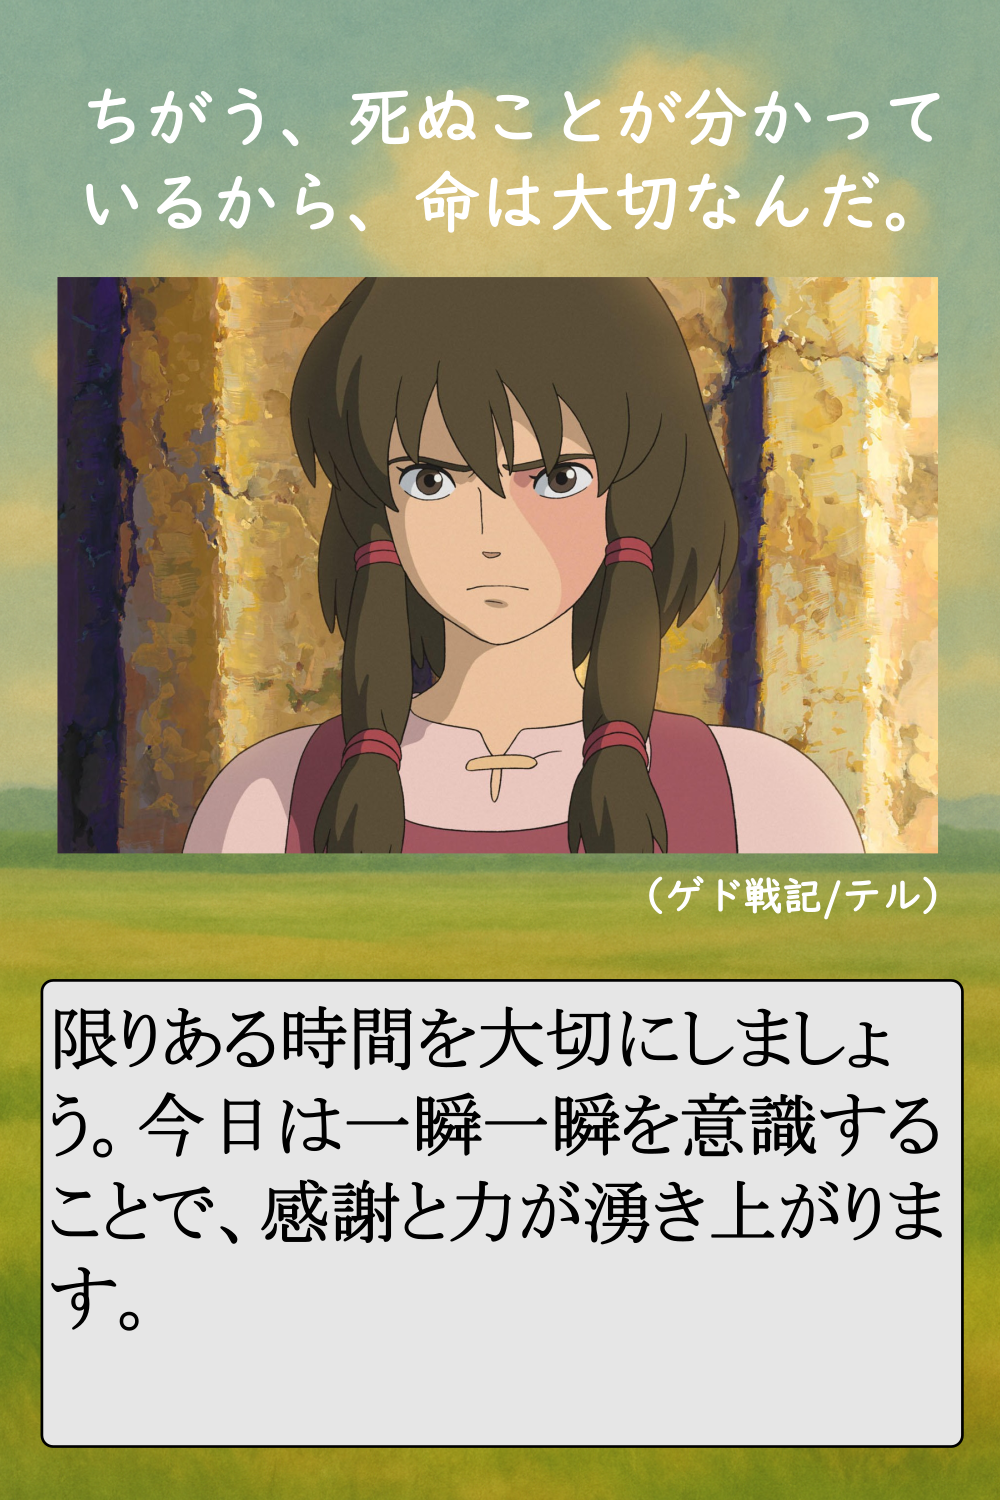 ちがう、死ぬことが分かって
いるから、命は大切なんだ。
（ゲド戦記/テル）
限りある時間を大切にしましょ
う。今日は一瞬一瞬を意識する
ことで、感謝と力が湧き上がりま
す。